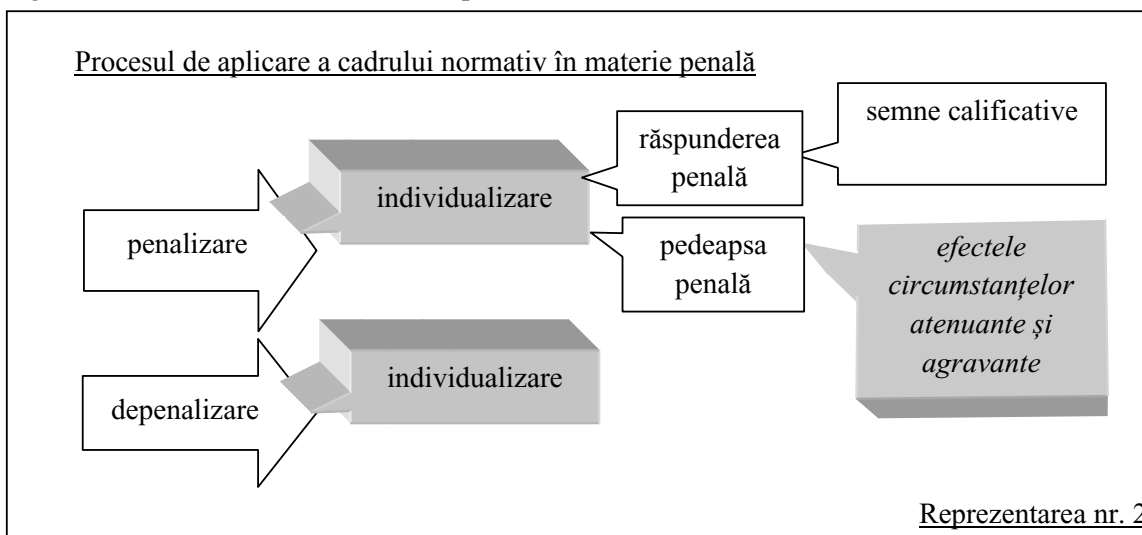 Procesul de aplicare a cadrului normativ în materie penală
semne calificative
răspunderea
penală
individualizare
penalizare
pedeapsa
penală
efectele
circumstanțelor
atenuante și
agravante
individualizare
depenalizare
Reprezentarea nr. 2